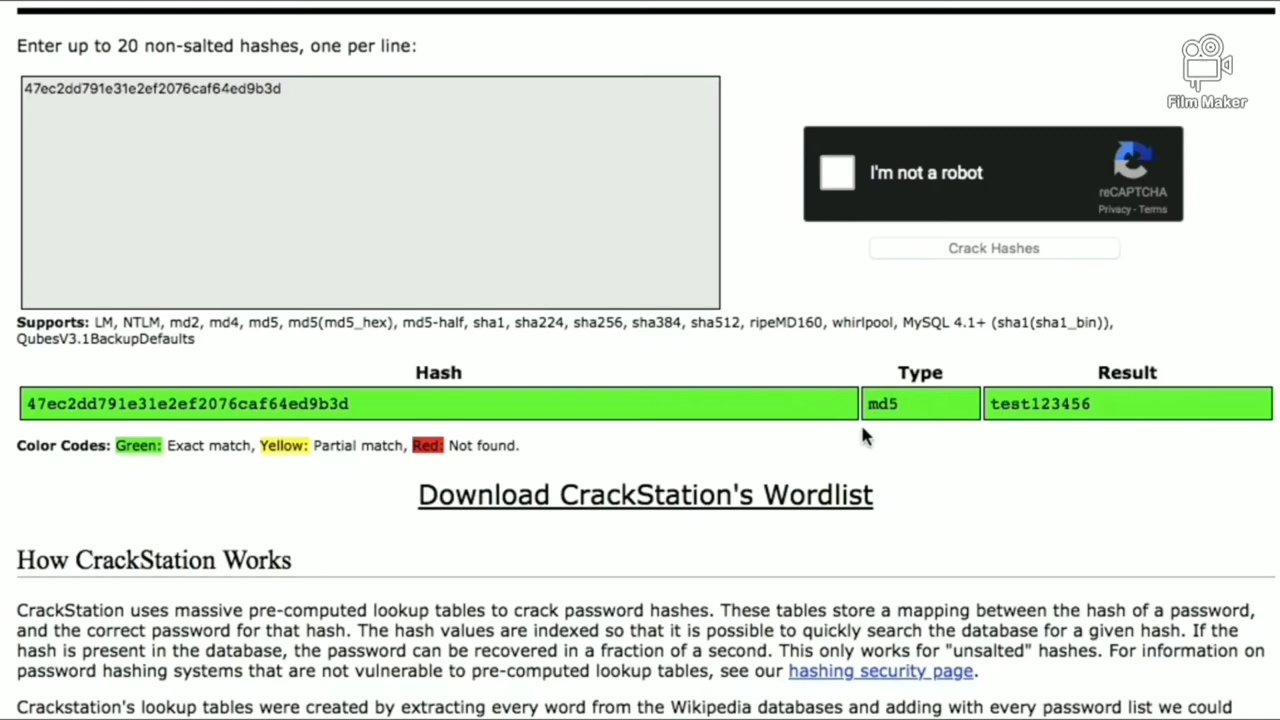 Enter up to 20 non-salted hashes, one per line:
Film Maker
47ec2dd791e31e2ef2076caf64ed9b3d
I'm not a robot
reCAPTCHA
Privacy - Terms
Crack Hashes
Supports: LM, NTLM, md2, md4, md5, md5(md5_hex), md5-half, sha1, sha224, sha256, sha384, sha512, ripeMD160, whirlpool, MySQL 4.1+ (sha1(sha1_bin)),
QubesV3.1BackupDefaults
Hash Type Result
47ec2dd791e31e2ef2076caf64ed9b3d md5 test123456
Color Codes: Green: Exact match, Yellow: Partial match, Red: Not found.
Download CrackStation's Wordlist
How CrackStation Works
CrackStation uses massive pre-computed lookup tables to crack password hashes. These tables store a mapping between the hash of a password,
and the correct password for that hash. The hash values are indexed so that it is possible to quickly search the database for a given hash. If the
hash is present in the database, the password can be recovered in a fraction of a second. This only works for "unsalted" hashes. For information on
password hashing systems that are not vulnerable to pre-computed lookup tables, see our hashing security page.
Crackstation's lookup tables were created by extracting every word from the Wikipedia databases and adding with every password list we could